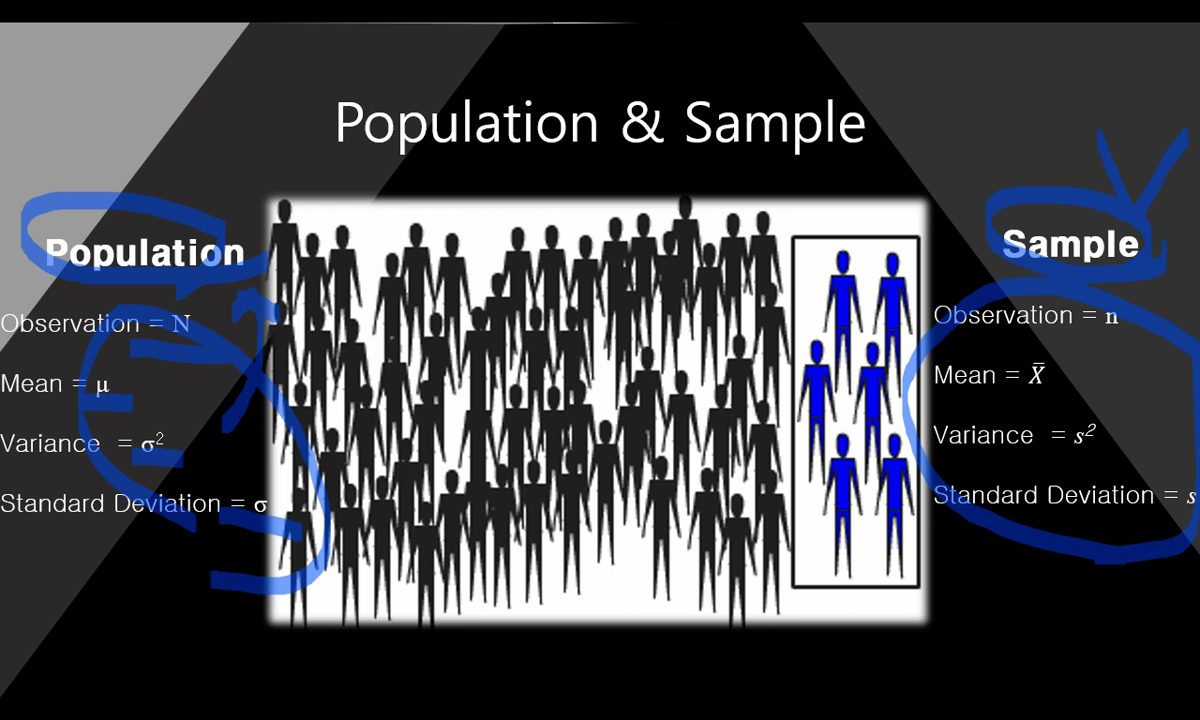 Population & Sample
Population
Observation = N
Mean = μ
Variance = σ²
Standard Deviation = σ
Sample
Observation = n
Mean = X̄
Variance = s²
Standard Deviation = s